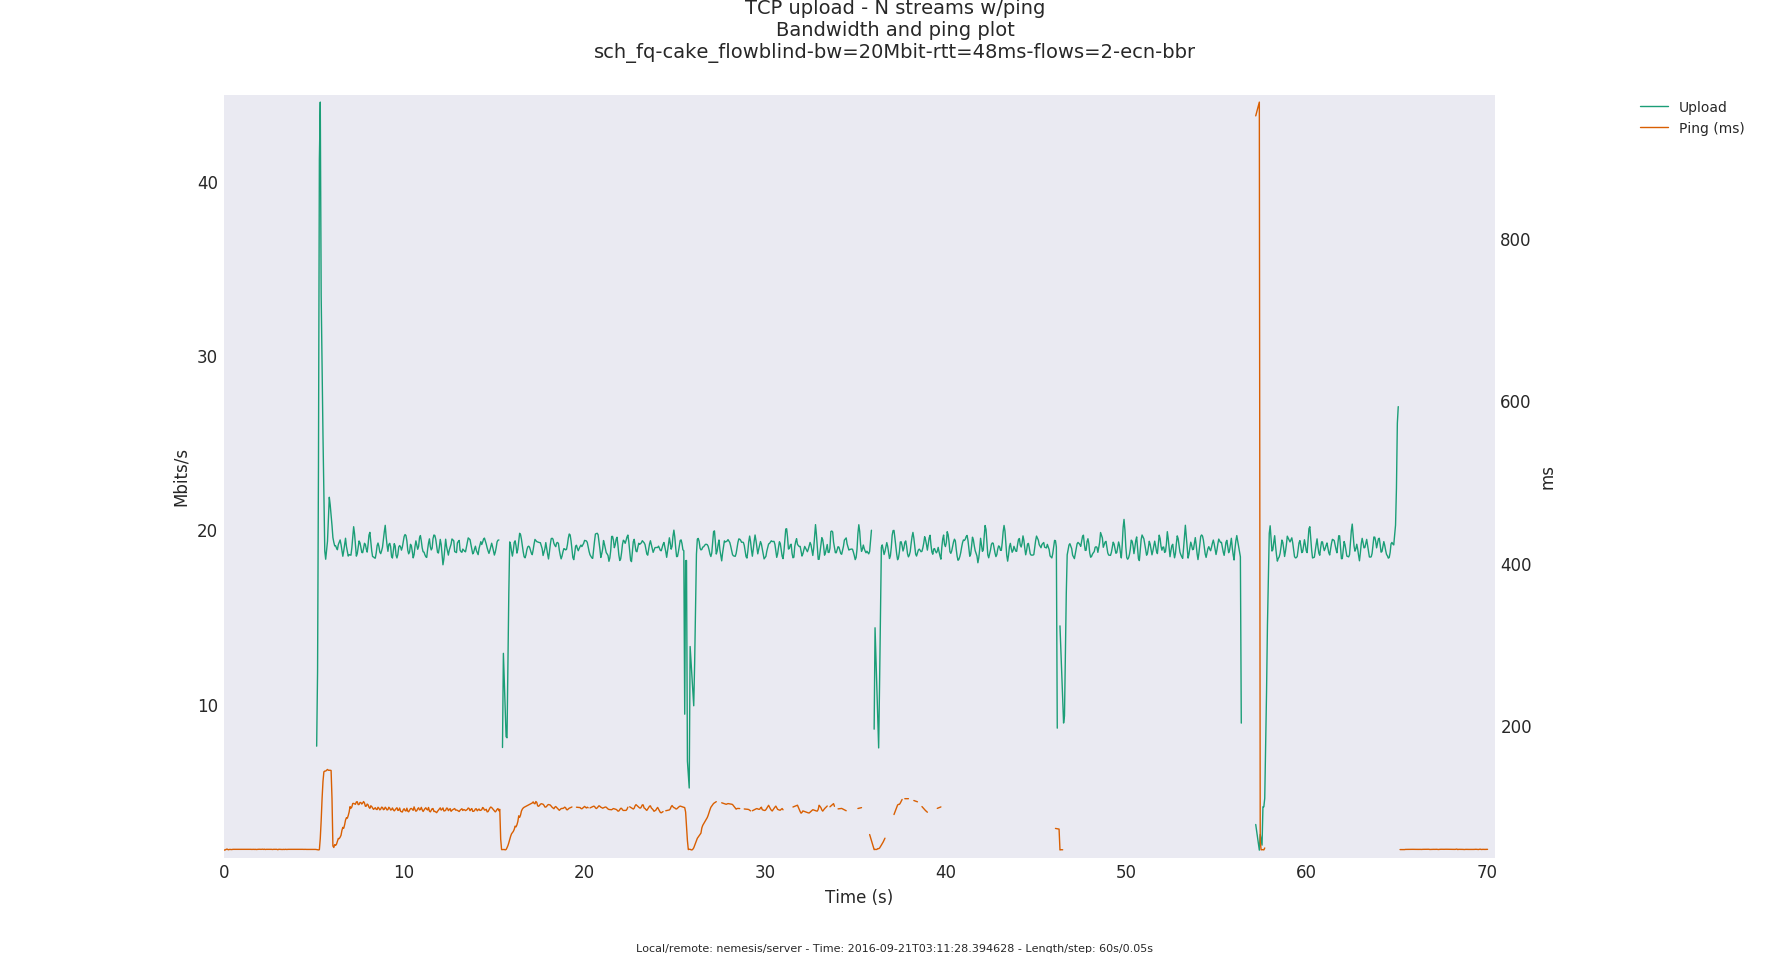 TCP upload - N streams w/ping
Bandwidth and ping plot
sch_fq-cake_flowblind-bw=20Mbit-rtt=48ms-flows=2-ecn-bbr
Upload
Ping (ms)
40
30
20
10
Mbits/s
800
600
400
200
ms
0 10 20 30 40 50 60 70
Time (s)
Local/remote: nemesis/server - Time: 2016-09-21T03:11:28.394628 - Length/step: 60s/0.05s